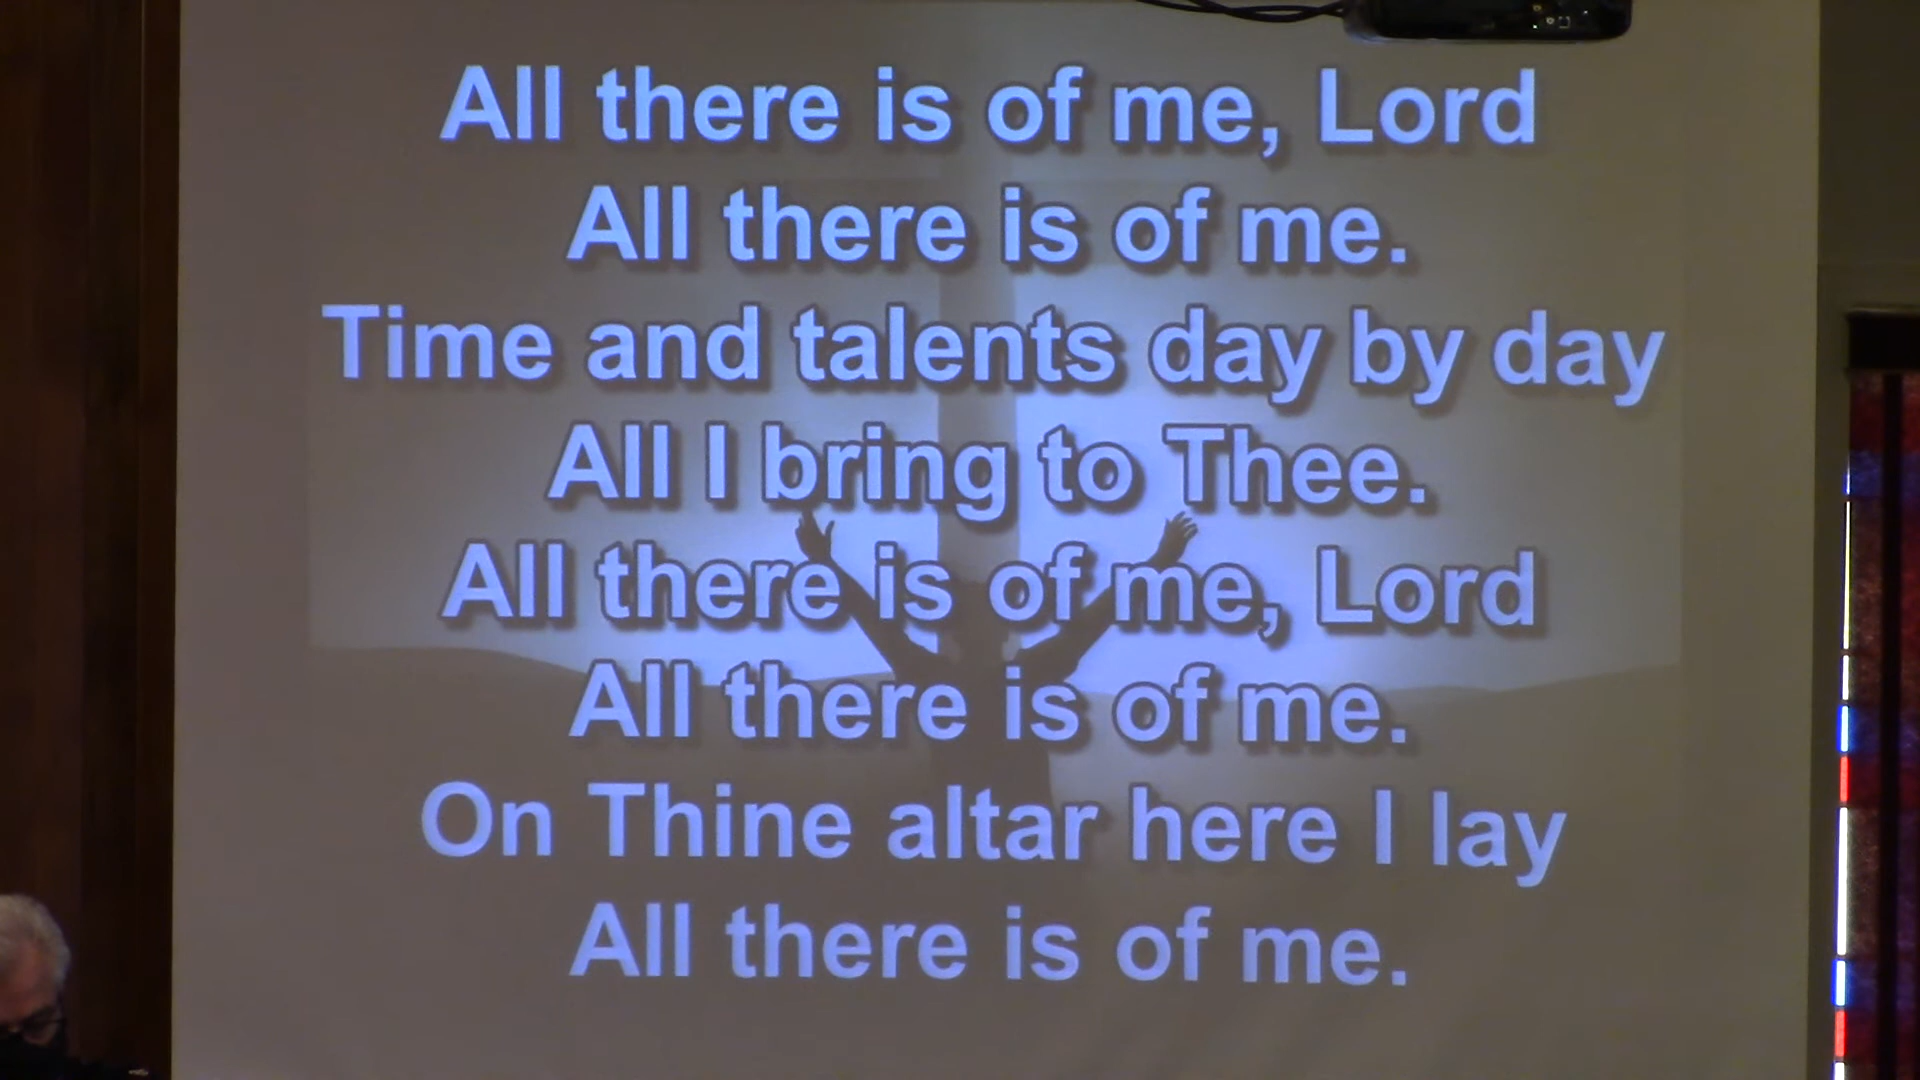 All there is of me, Lord
All there is of me.
Time and talents day by day
All I bring to Thee.
All there is of me, Lord
All there is of me.
On Thine altar here I lay
All there is of me.